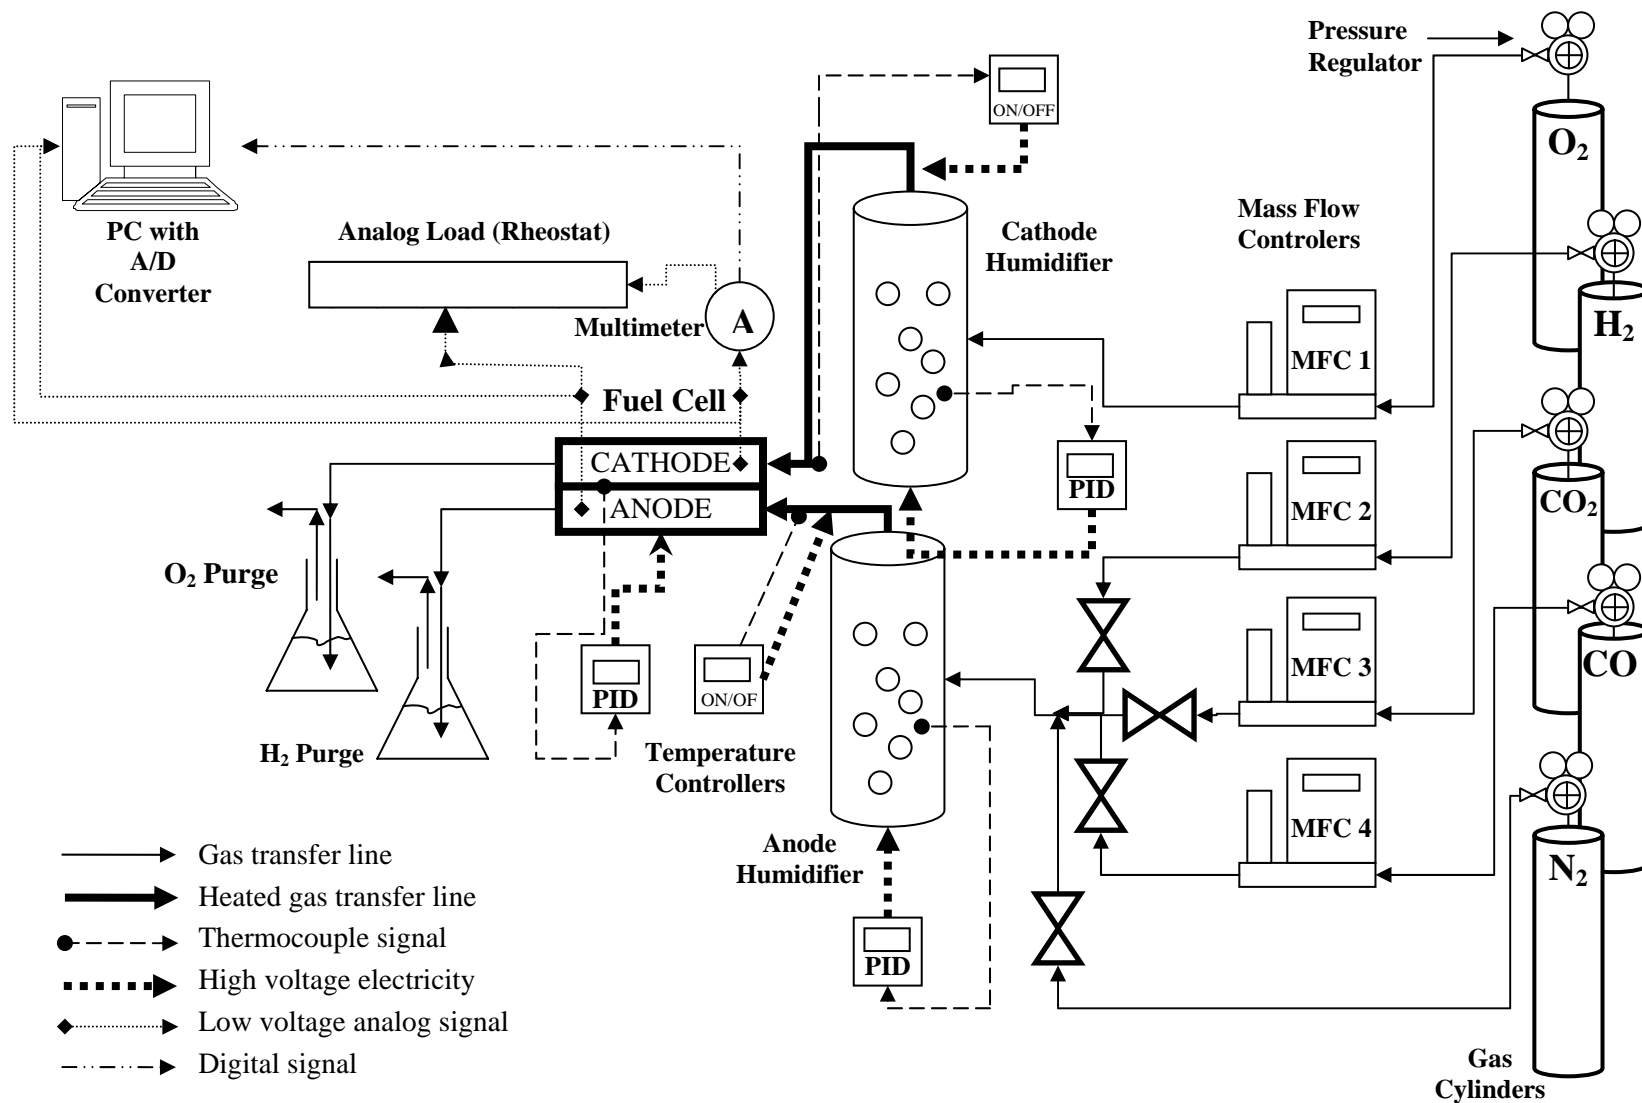 Pressure
Regulator
ON/OFF
O2
PC with
A/D
Converter
Analog Load (Rheostat)
Cathode
Humidifier
Mass Flow
Controlers
H2
Multimeter
A
MFC 1
Fuel Cell
CATHODE
ANODE
PID
MFC 2
CO2
O2 Purge
H2 Purge
PID
ON/OF
Temperature
Controllers
MFC 3
CO
MFC 4
N2
Anode
Humidifier
PID
Gas transfer line
Heated gas transfer line
Thermocouple signal
High voltage electricity
Low voltage analog signal
Digital signal
Gas
Cylinders